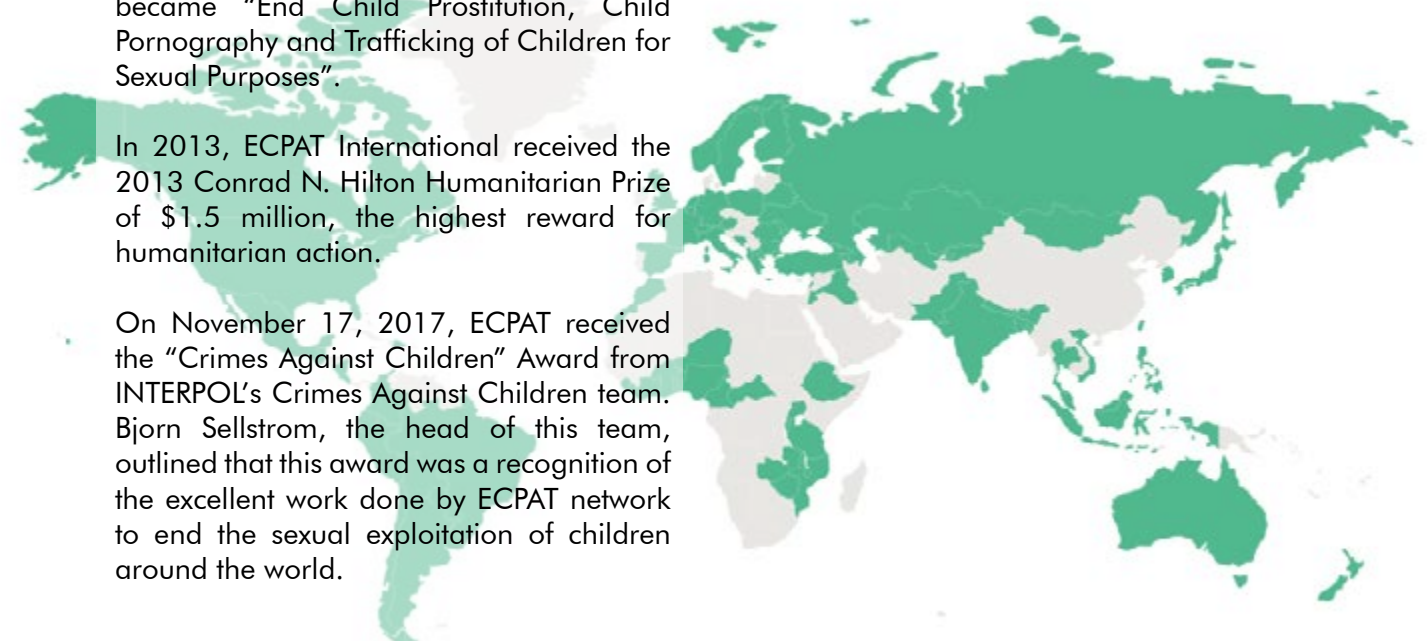 became “End Child Prostitution, Child
Pornography and Trafficking of Children for
Sexual Purposes”.
In 2013, ECPAT International received the
2013 Conrad N. Hilton Humanitarian Prize
of $1.5 million, the highest reward for
humanitarian action.
On November 17, 2017, ECPAT received
the “Crimes Against Children” Award from
INTERPOL’s Crimes Against Children team.
Bjorn Sellstrom, the head of this team,
outlined that this award was a recognition of
the excellent work done by ECPAT network
to end the sexual exploitation of children
around the world.